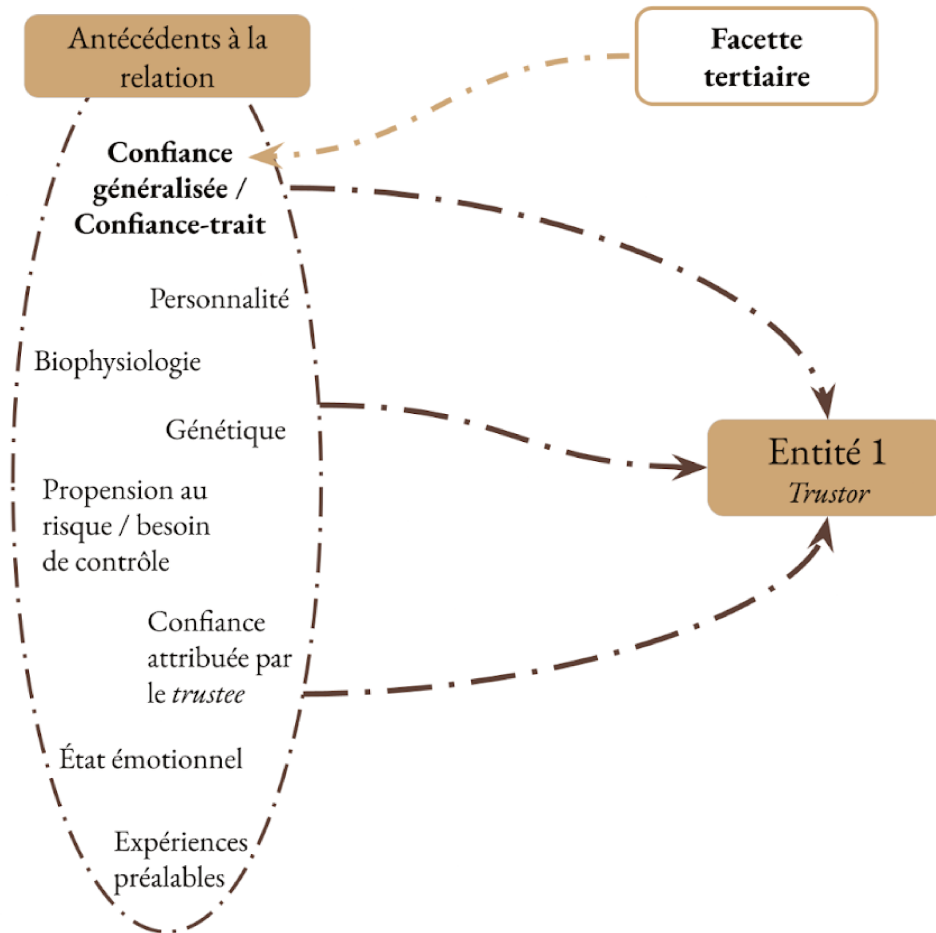 Antécédents à la
relation
Facette
tertiaire
Confiance
généralisée /
Confiance-trait
Personnalité
Biophysiologie
Génétique
Propension au
risque / besoin
de contrôle
Confiance
attribuée par
le trustee
État émotionnel
Expériences
préalables
Entité 1
Trustor